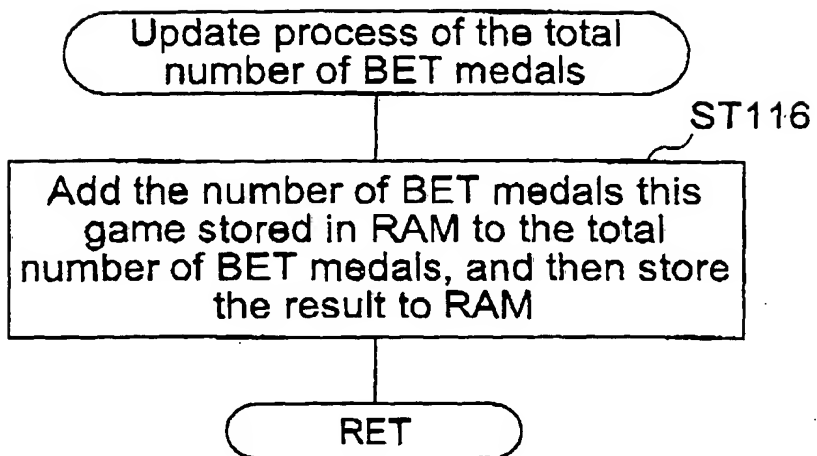 Update process of the total
number of BET medals
ST116
Add the number of BET medals this
game stored in RAM to the total
number of BET medals, and then store
the result to RAM
RET